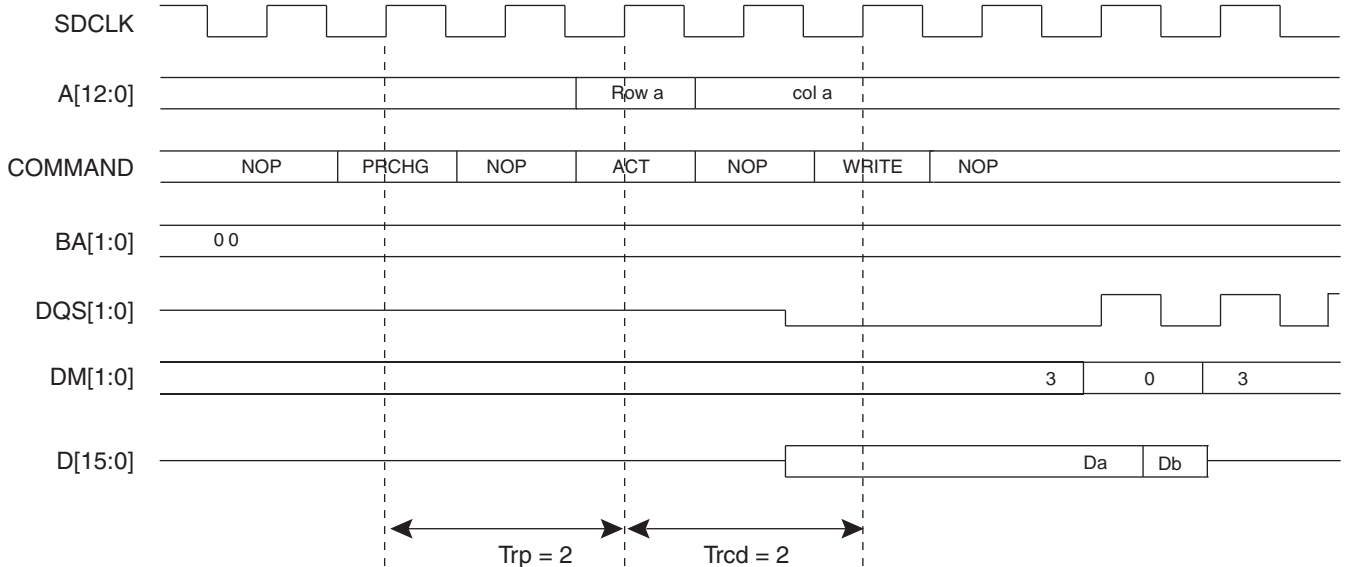 SDCLK
A[12:0] Row a col a
COMMAND NOP PRCHG NOP ACT NOP WRITE NOP
BA[1:0] 0 0
DQS[1:0]
DM[1:0] 3 0 3
D[15:0] Da Db
Trp = 2 Trcd = 2